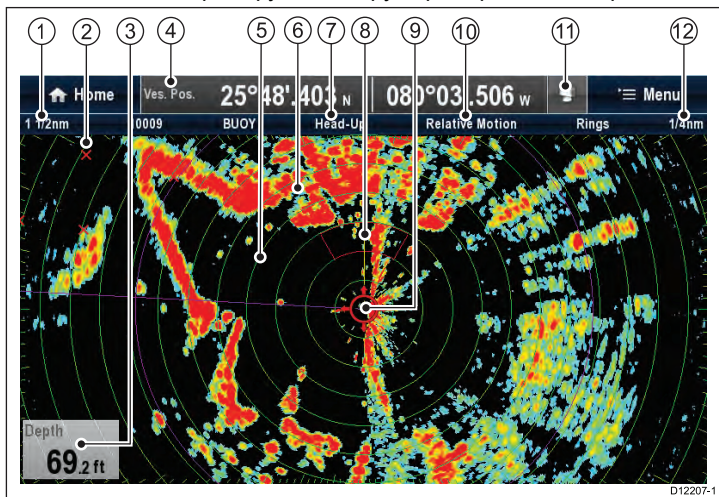 1 2 3 4 5 6 7 8 9 10 11 12
Home Ves. Pos. 25°48'.403 N 080°03 .506 W Menu
1 1/2nm 0009 BUOY Head-Up Relative Motion Rings 1/4nm
Depth
69.2 ft
D12207-1